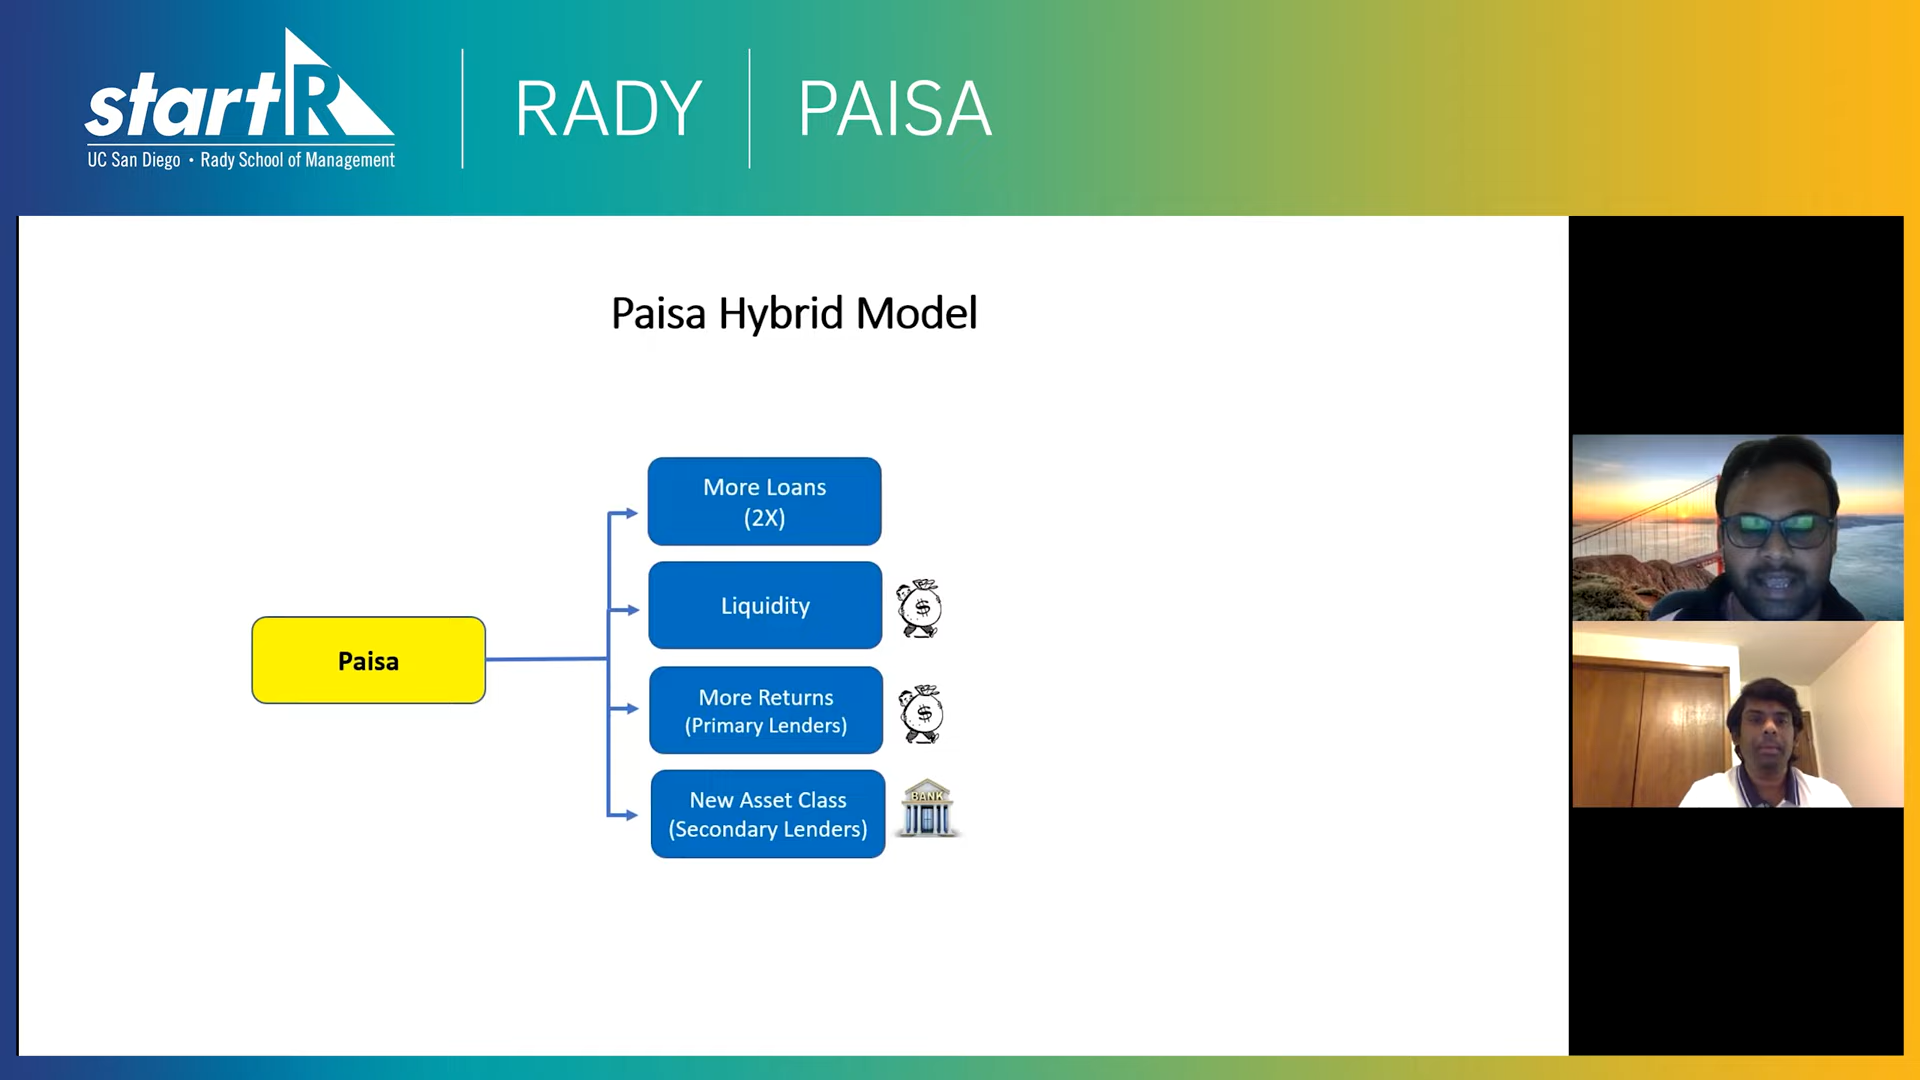 startR
UC San Diego • Rady School of Management
RADY
PAISA
Paisa Hybrid Model
More Loans
(2X)
Liquidity
$
Paisa
More Returns
(Primary Lenders)
$
New Asset Class
(Secondary Lenders)
BANK